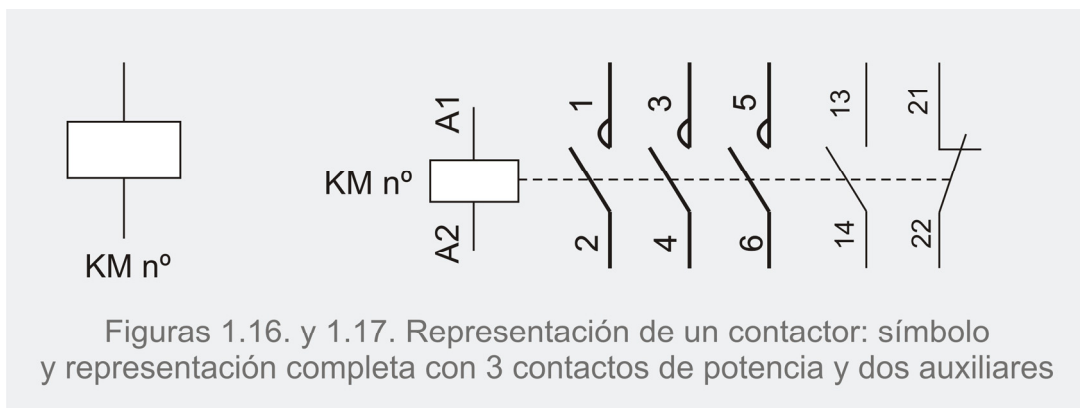 KM nº
KM nº
A1
A2
1
2
3
4
5
6
13
14
21
22
Figuras 1.16. y 1.17. Representación de un contactor: símbolo
y representación completa con 3 contactos de potencia y dos auxiliares